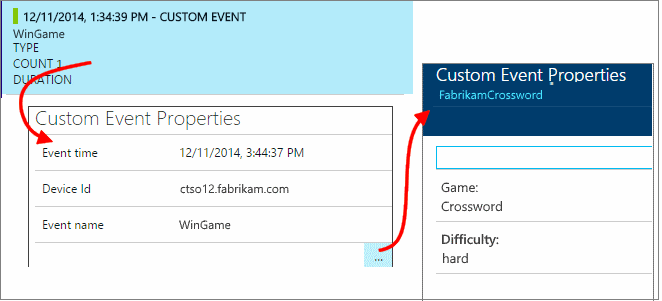 12/11/2014, 1:34:39 PM - CUSTOM EVENT
WinGame
TYPE
COUNT 1
DURATION
Custom Event Properties
Event time 12/11/2014, 3:44:37 PM
Device Id ctso12.fabrikam.com
Event name WinGame
...
Custom Event Properties
FabrikamCrossword
Game:
Crossword
Difficulty:
hard